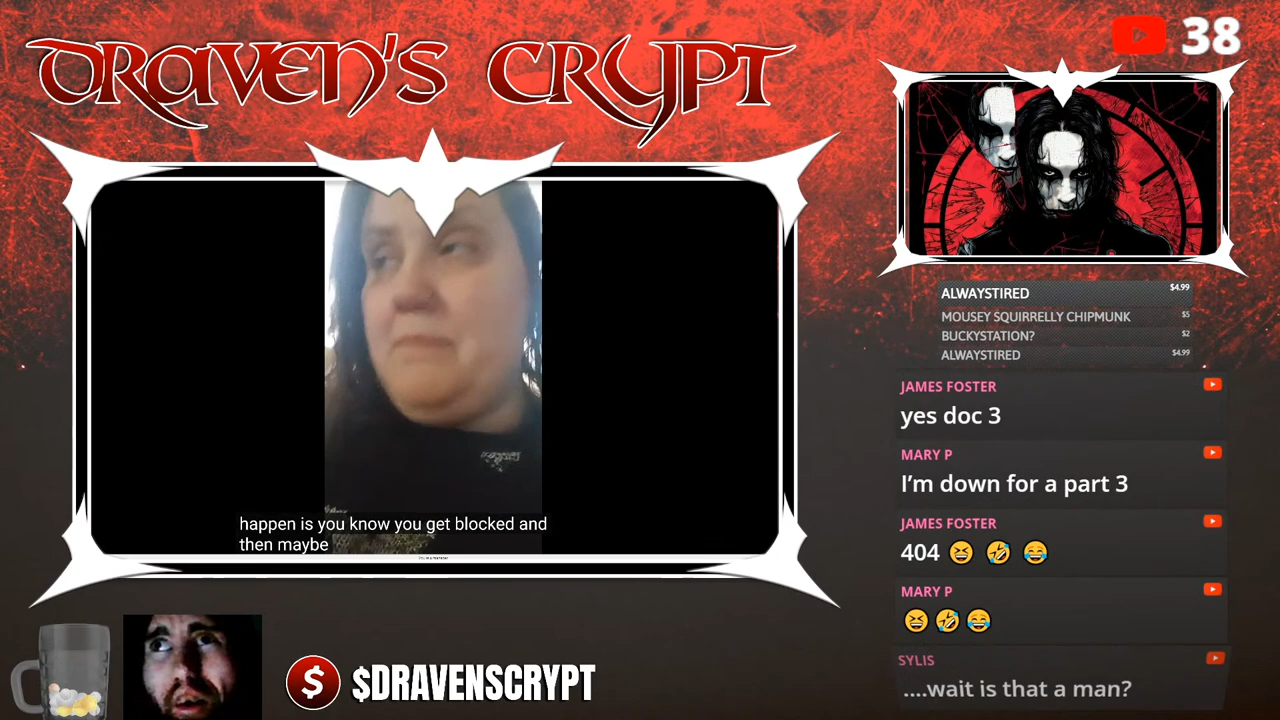 DRAVEN'S CRYPT
38
ALWAYSTIRED $4.99
MOUSEY SQUIRRELLY CHIPMUNK $5
BUCKYSTATION? $2
ALWAYSTIRED $4.99
JAMES FOSTER
yes doc 3
MARY P
I'm down for a part 3
JAMES FOSTER
404 😆 🤣 😂
MARY P
😆 🤣 😂
SYLIS
....wait is that a man?
happen is you know you get blocked and
then maybe
$ $DRAVENSCRYPT